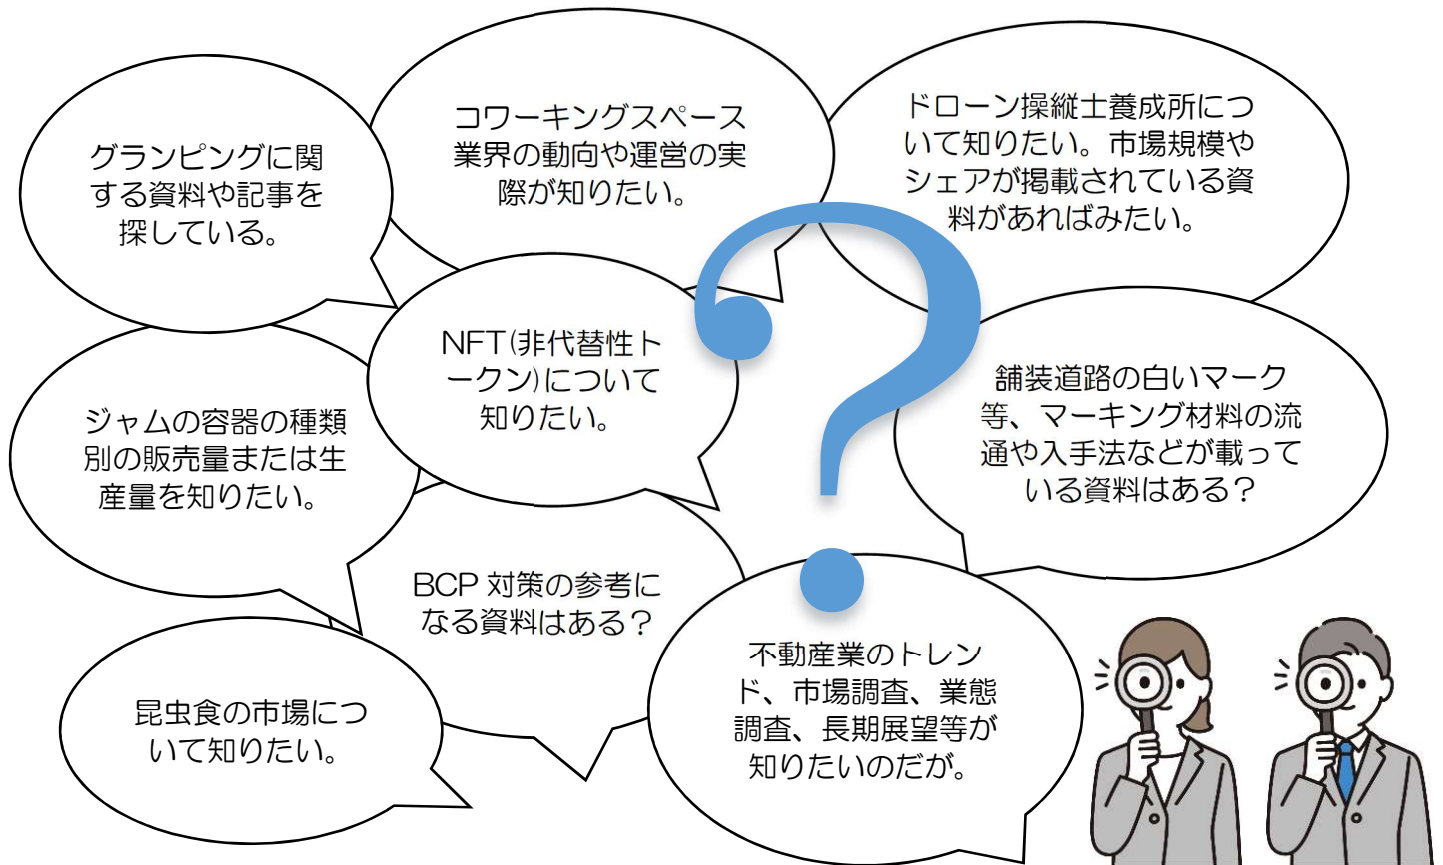 グランピングに関
する資料や記事を
探している。
コワーキングスペース
業界の動向や運営の実
際が知りたい。
ドローン操縦士養成所につ
いて知りたい。市場規模や
シェアが掲載されている資
料があればみたい。
NFT(非代替性ト
ークン)について
知りたい。
舗装道路の白いマーク
等、マーキング材料の流
通や入手法などが載って
いる資料はある？
ジャムの容器の種類
別の販売量または生
産量を知りたい。
BCP 対策の参考に
なる資料はある？
不動産業のトレン
ド、市場調査、業態
調査、長期展望等が
知りたいのだが。
昆虫食の市場につ
いて知りたい。
?